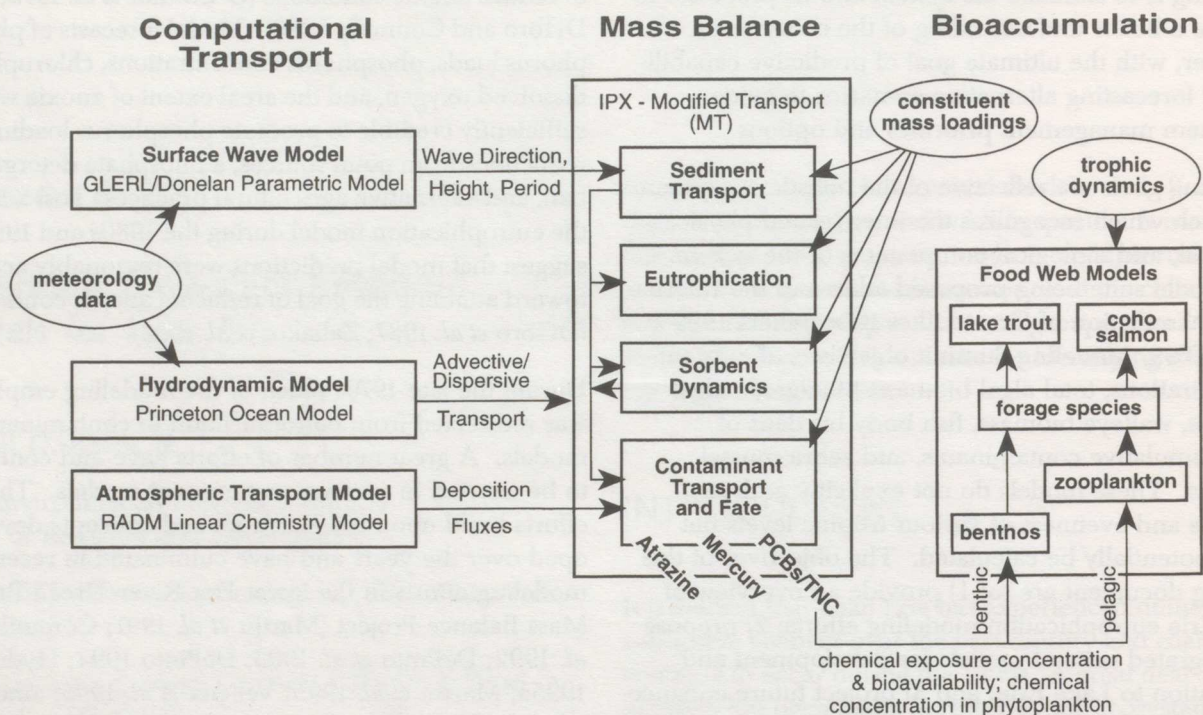 Computational
Transport
Mass Balance
Bioaccumulation
IPX - Modified Transport
(MT)
constituent
mass loadings
trophic
dynamics
Surface Wave Model
GLERL/Donelan Parametric Model
Wave Direction,
Height, Period
Sediment
Transport
meteorology
data
Eutrophication
Food Web Models
lake trout
coho
salmon
Hydrodynamic Model
Princeton Ocean Model
Advective/
Dispersive
Transport
Sorbent
Dynamics
forage species
zooplankton
benthos
Atmospheric Transport Model
RADM Linear Chemistry Model
Deposition
Fluxes
Contaminant
Transport
and Fate
Atrazine
Mercury
PCBs/TNC
benthic
pelagic
chemical exposure concentration
& bioavailability; chemical
concentration in phytoplankton